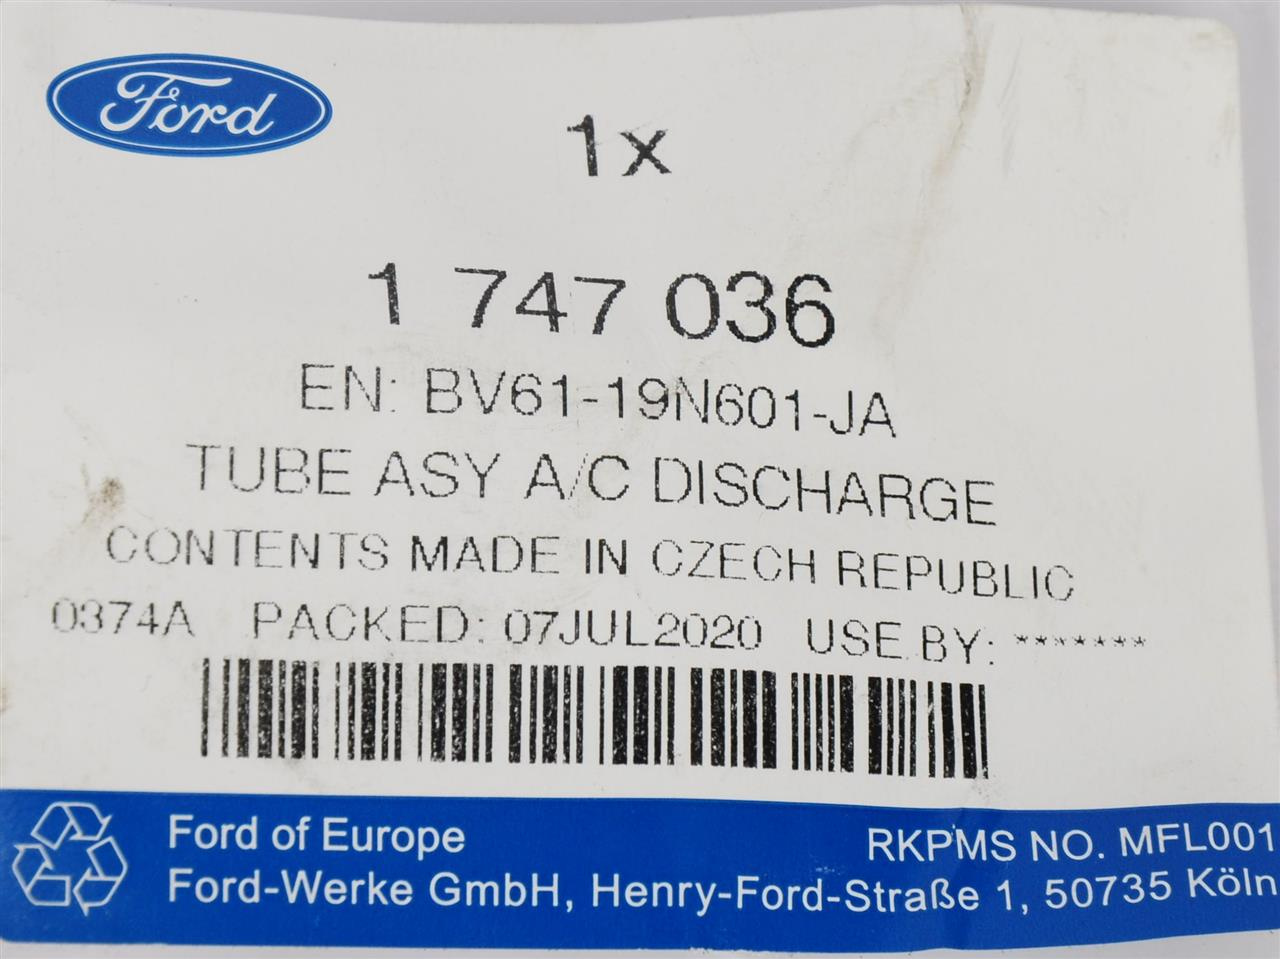 Ford
1x
1 747 036
EN: BV61-19N601-JA
TUBE ASY A/C DISCHARGE
CONTENTS MADE IN CZECH REPUBLIC
0374A PACKED: 07JUL2020 USE BY: *******
Ford of Europe
RKPMS NO. MFL001
Ford-Werke GmbH, Henry-Ford-Straße 1, 50735 Köln